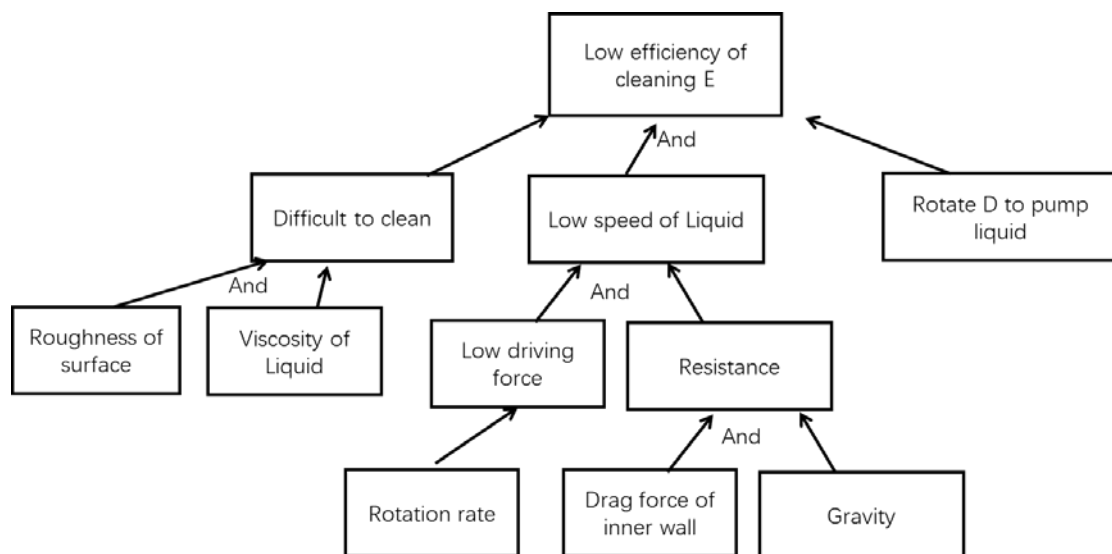 Low efficiency of
cleaning E
And
Difficult to clean
Low speed of Liquid
Rotate D to pump
liquid
And
And
Roughness of
surface
Viscosity of
Liquid
Low driving
force
Resistance
And
Rotation rate
Drag force of
inner wall
Gravity